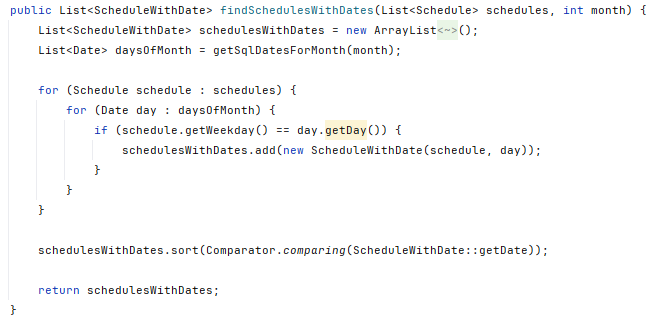 public List<ScheduleWithDate> findSchedulesWithDates(List<Schedule> schedules, int month) {
    List<ScheduleWithDate> schedulesWithDates = new ArrayList<~>();
    List<Date> daysOfMonth = getSqlDatesForMonth(month);

    for (Schedule schedule : schedules) {
        for (Date day : daysOfMonth) {
            if (schedule.getWeekday() == day.getDay()) {
                schedulesWithDates.add(new ScheduleWithDate(schedule, day));
            }
        }
    }

    schedulesWithDates.sort(Comparator.comparing(ScheduleWithDate::getDate));

    return schedulesWithDates;
}